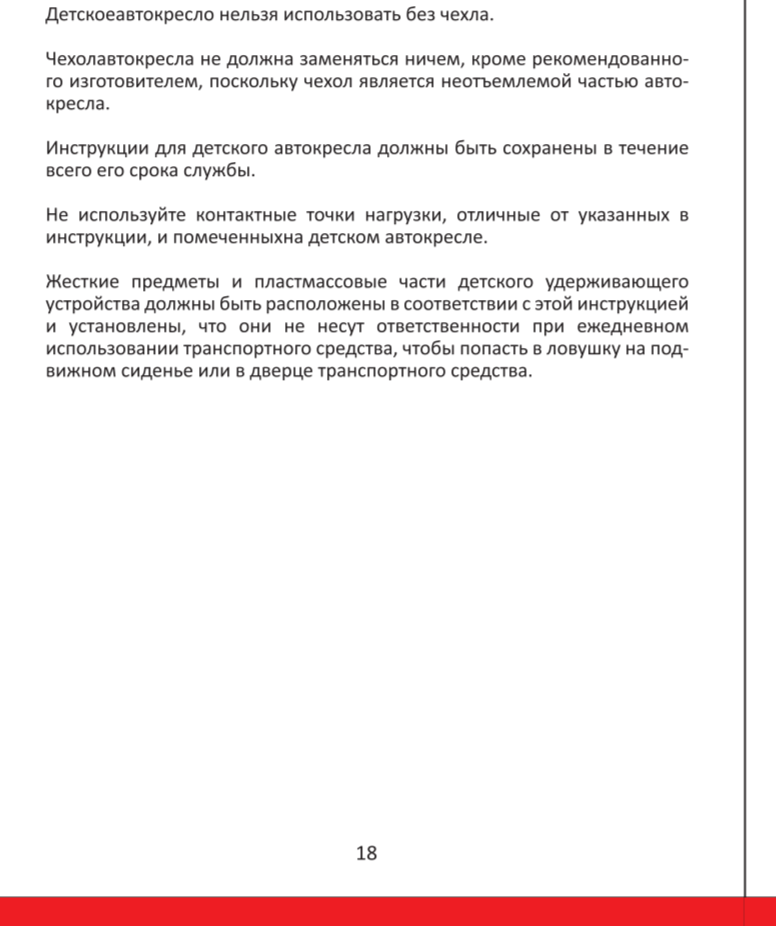 Детскоеавтокресло нельзя использовать без чехла.
Чехолавтокресла не должна заменяться ничем, кроме рекомендованно-
го изготовителем, поскольку чехол является неотъемлемой частью авто-
кресла.
Инструкции для детского автокресла должны быть сохранены в течение
всего его срока службы.
Не используйте контактные точки нагрузки, отличные от указанных в
инструкции, и помеченныхна детском автокресле.
Жесткие предметы и пластмассовые части детского удерживающего
устройства должны быть расположены в соответствии с этой инструкцией
и установлены, что они не несут ответственности при ежедневном
использовании транспортного средства, чтобы попасть в ловушку на под-
вижном сиденье или в дверце транспортного средства.
18